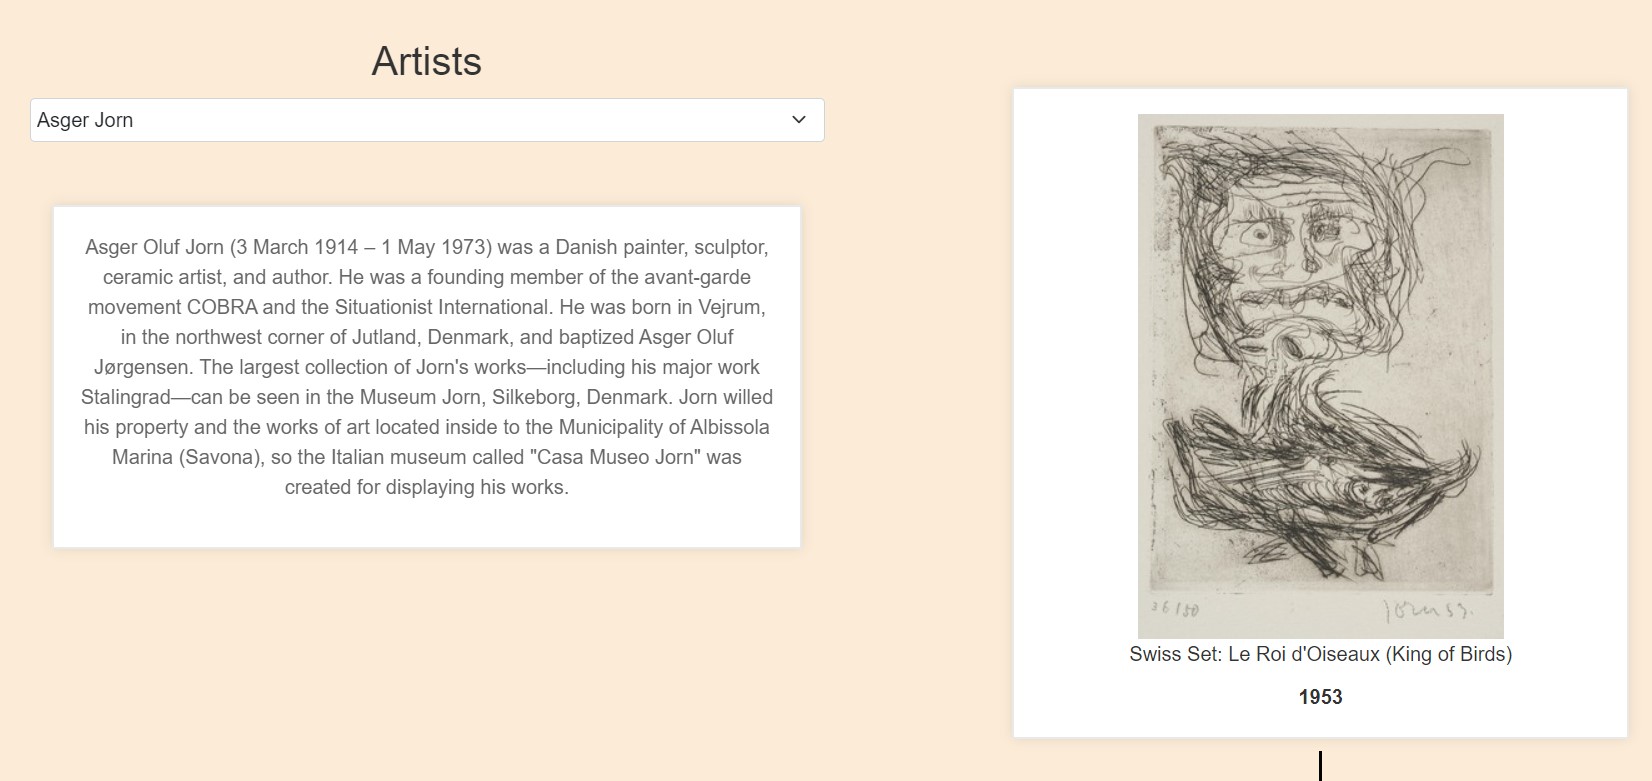 Artists
Asger Jorn
Asger Oluf Jorn (3 March 1914 – 1 May 1973) was a Danish painter, sculptor,
ceramic artist, and author. He was a founding member of the avant-garde
movement COBRA and the Situationist International. He was born in Vejrum,
in the northwest corner of Jutland, Denmark, and baptized Asger Oluf
Jørgensen. The largest collection of Jorn's works—including his major work
Stalingrad—can be seen in the Museum Jorn, Silkeborg, Denmark. Jorn willed
his property and the works of art located inside to the Municipality of Albissola
Marina (Savona), so the Italian museum called "Casa Museo Jorn" was
created for displaying his works.
36/50 Jorn 53.
Swiss Set: Le Roi d'Oiseaux (King of Birds)
1953